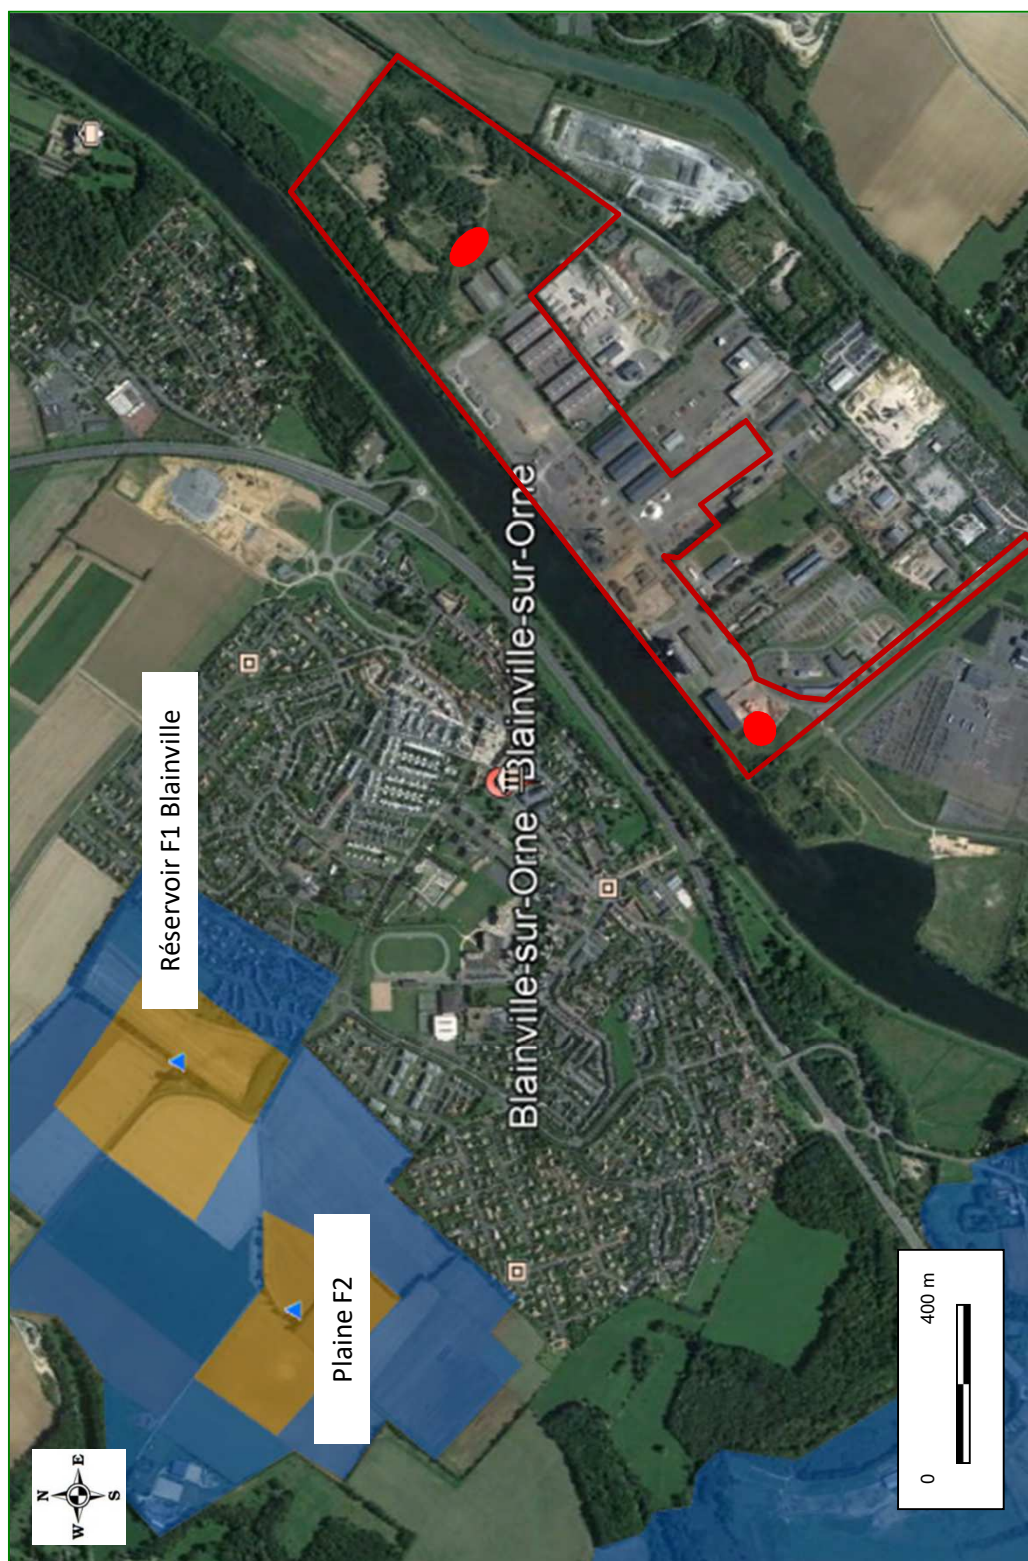 N
W E
S
Plaine F2
Réservoir F1 Blainville
Blainville-sur-Orne Blainville-sur-Orne
0 400 m